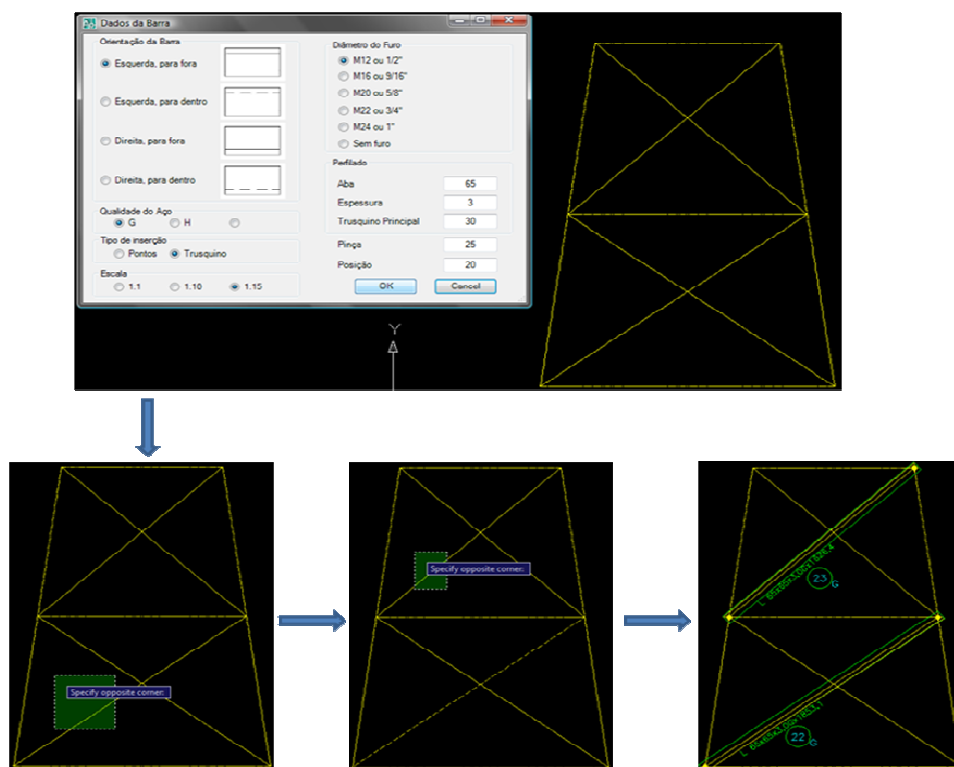 Dados da Barra
Orientação da Barra
Esquerda, para fora
Esquerda, para dentro
Direita, para fora
Direita, para dentro
Qualidade do Aço
G H
Tipo de inserção
Pontos Trusquino
Escala
1:1 1:10 1:15
Diâmetro do Furo
M12 ou 1/2"
M16 ou 9/16"
M20 ou 5/8"
M22 ou 3/4"
M24 ou 1"
Sem furo
Perfilado
Aba 65
Espessura 3
Trusquino Principal 30
Pinça 25
Posição 20
OK Cancel
Y
Specify opposite corner:
Specify opposite corner:
23
G
22
G